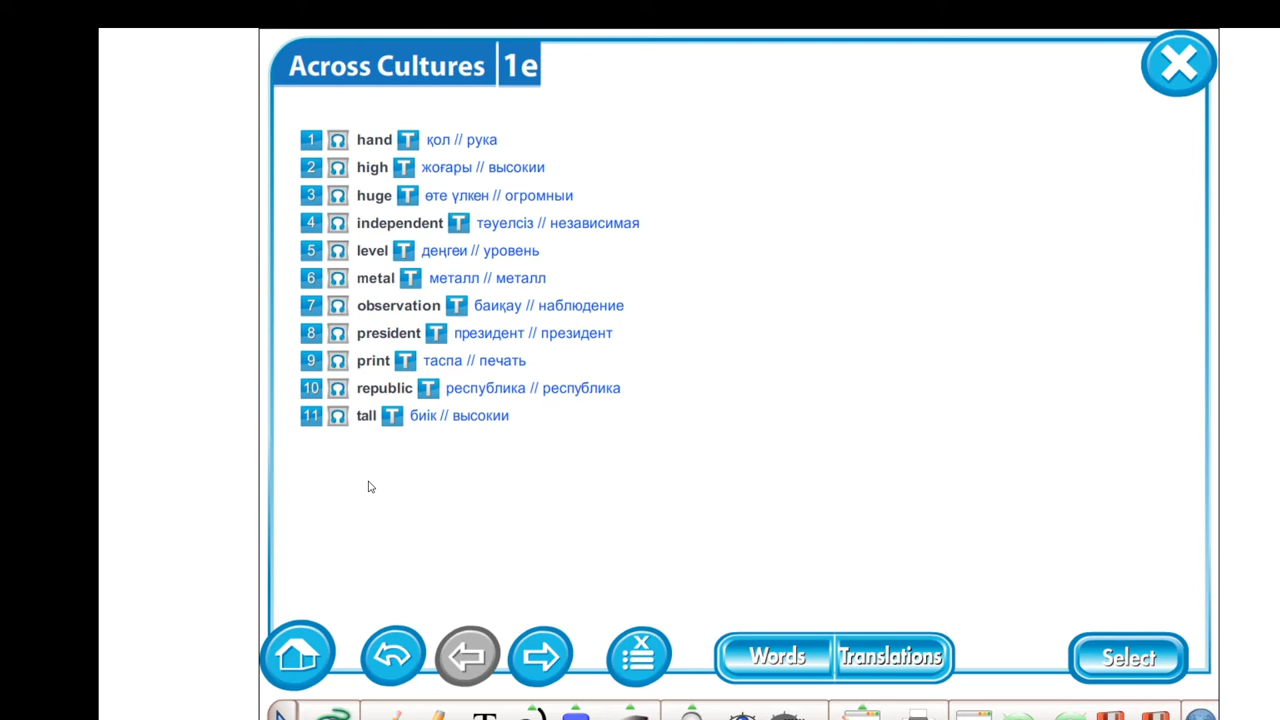 Across Cultures 1e
1 hand T қол // рука
2 high T жоғары // высокии
3 huge T өте үлкен // огромныи
4 independent T тәуелсіз // независимая
5 level T деңгеи // уровень
6 metal T металл // металл
7 observation T баиқау // наблюдение
8 president T президент // президент
9 print T таспа // печать
10 republic T республика // республика
11 tall T биік // высокии
Words Translations Select
T